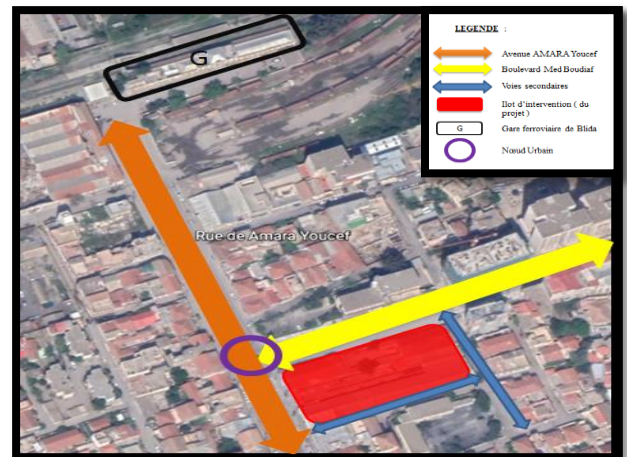 G
Rue de Amara Youcef
LEGENDE :
Avenue AMARA Youcef
Boulevard Med Boudiaf
Voies secondaires
Ilot d'intervention ( du
projet )
G
Gare ferroviaire de Blida
Nœud Urbain